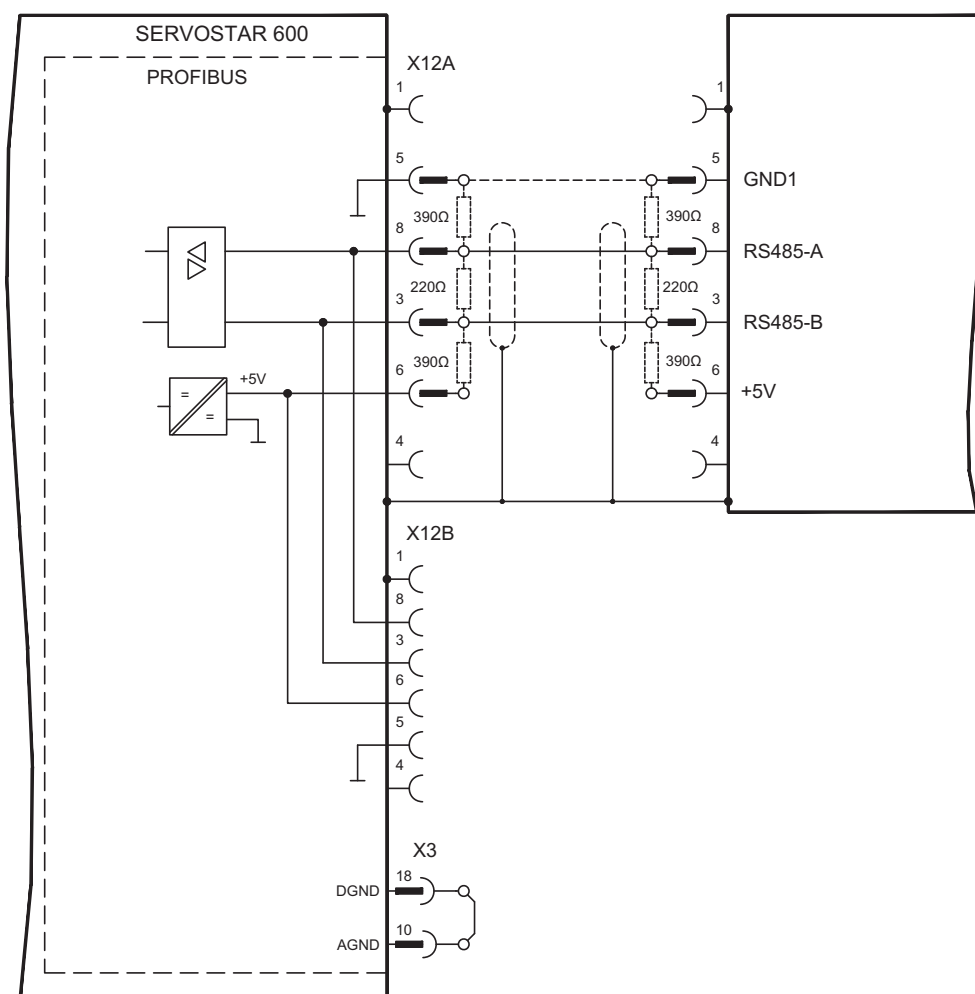 SERVOSTAR 600
PROFIBUS
X12A
1
1
5
5
GND1
390Ω
390Ω
8
8
RS485-A
220Ω
220Ω
3
3
RS485-B
390Ω
390Ω
6
6
+5V
+5V
=
=
4
4
X12B
1
8
3
6
5
4
X3
DGND
18
AGND
10